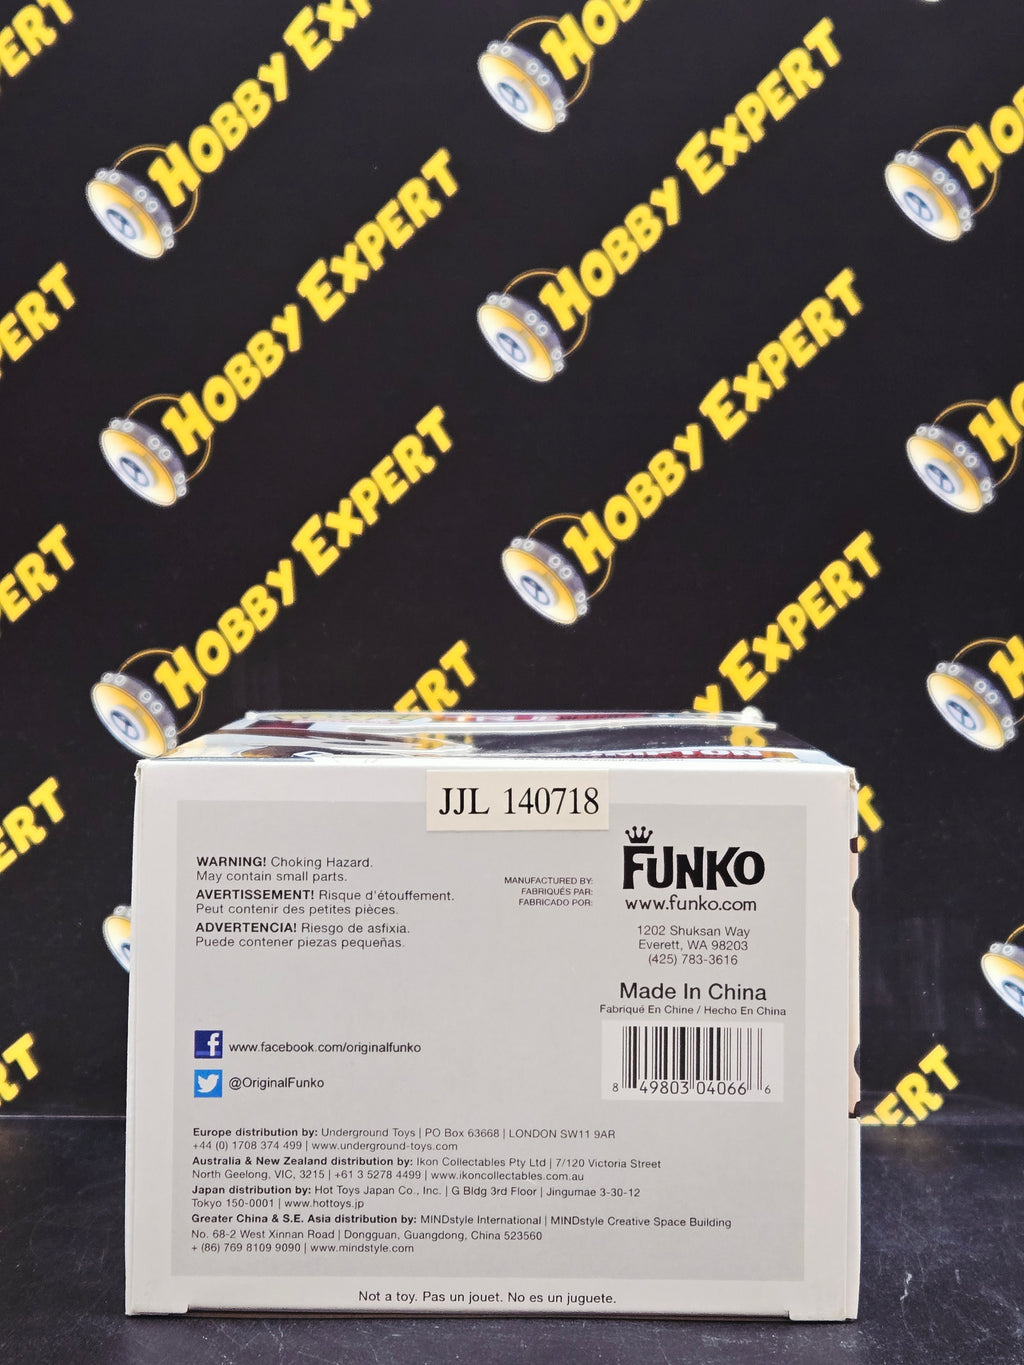 HOBBY EXPERT
HOBBY EXPERT
HOBBY EXPERT
HOBBY EXPERT
HOBBY EXPERT
HOBBY EXPERT
JJL 140718
WARNING! Choking Hazard.
May contain small parts.
AVERTISSEMENT! Risque d'étouffement.
Peut contenir des petites pièces.
ADVERTENCIA! Riesgo de asfixia.
Puede contener piezas pequeñas.
MANUFACTURED BY:
FABRIQUÉS PAR:
FABRICADO POR:
FUNKO
www.funko.com
1202 Shuksan Way
Everett, WA 98203
(425) 783-3616
Made In China
Fabriqué En Chine / Hecho En China
8 49803 04066 6
www.facebook.com/originalfunko
@OriginalFunko
Europe distribution by: Underground Toys | PO Box 63668 | LONDON SW11 9AR
+44 (0) 1708 374 499 | www.underground-toys.com
Australia & New Zealand distribution by: Ikon Collectables Pty Ltd | 7/120 Victoria Street
North Geelong, VIC, 3215 | +61 3 5278 4499 | www.ikoncollectables.com.au
Japan distribution by: Hot Toys Japan Co., Inc. | G Bldg 3rd Floor | Jingumae 3-30-12
Tokyo 150-0001 | www.hottoys.jp
Greater China & S.E. Asia distribution by: MINDstyle International | MINDstyle Creative Space Building
No. 68-2 West Xinnan Road | Dongguan, Guangdong, China 523560
+ (86) 769 8109 9090 | www.mindstyle.com
Not a toy. Pas un jouet. No es un juguete.